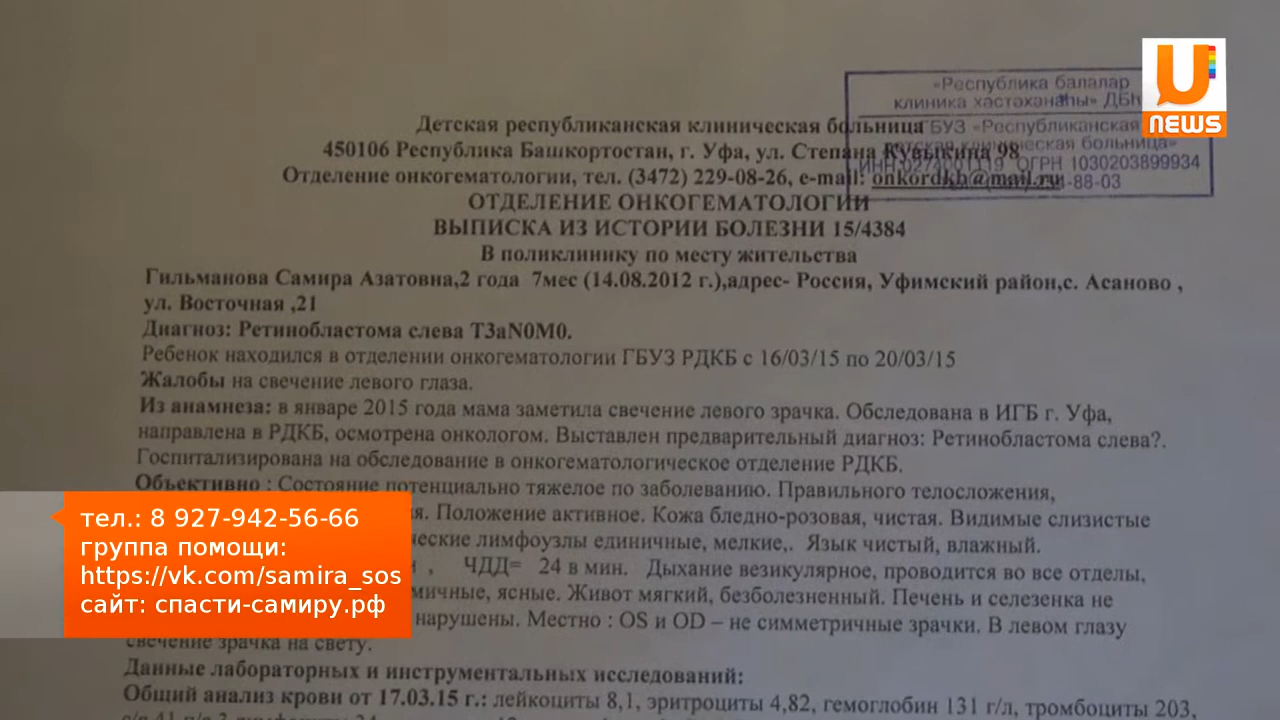 U
NEWS
«Республика балалар
клиника хастаханаһы» ДБҺ
ГБУЗ «Республиканская
детская клиническая больница»
ИНН 0274001119 ОГРН 1030203899934
88-03
Детская республиканская клиническая больница
450106 Республика Башкортостан, г. Уфа, ул. Степана Кувыкина 98
Отделение онкогематологии, тел. (3472) 229-08-26, e-mail: onkordkb@mail.ru
ОТДЕЛЕНИЕ ОНКОГЕМАТОЛОГИИ
ВЫПИСКА ИЗ ИСТОРИИ БОЛЕЗНИ 15/4384
В поликлинику по месту жительства
Гильманова Самира Азатовна,2 года 7мес (14.08.2012 г.),адрес- Россия, Уфимский район,с. Асаново ,
ул. Восточная ,21
Диагноз: Ретинобластома слева T3aN0M0.
Ребенок находился в отделении онкогематологии ГБУЗ РДКБ с 16/03/15 по 20/03/15
Жалобы на свечение левого глаза.
Из анамнеза: в январе 2015 года мама заметила свечение левого зрачка. Обследована в ИГБ г. Уфа,
направлена в РДКБ, осмотрена онкологом. Выставлен предварительный диагноз: Ретинобластома слева?.
Госпитализирована на обследование в онкогематологическое отделение РДКБ.
Объективно : Состояние потенциально тяжелое по заболеванию. Правильного телосложения,
я. Положение активное. Кожа бледно-розовая, чистая. Видимые слизистые
ческие лимфоузлы единичные, мелкие,. Язык чистый, влажный.
, ЧДД= 24 в мин. Дыхание везикулярное, проводится во все отделы,
мичные, ясные. Живот мягкий, безболезненный. Печень и селезенка не
нарушены. Местно : OS и OD – не симметричные зрачки. В левом глазу
свечение зрачка на свету.
Данные лабораторных и инструментальных исследований:
Общий анализ крови от 17.03.15 г.: лейкоциты 8,1, эритроциты 4,82, гемоглобин 131 г/л, тромбоциты 203,
тел.: 8 927-942-56-66
группа помощи:
https://vk.com/samira_sos
сайт: спасти-самиру.рф